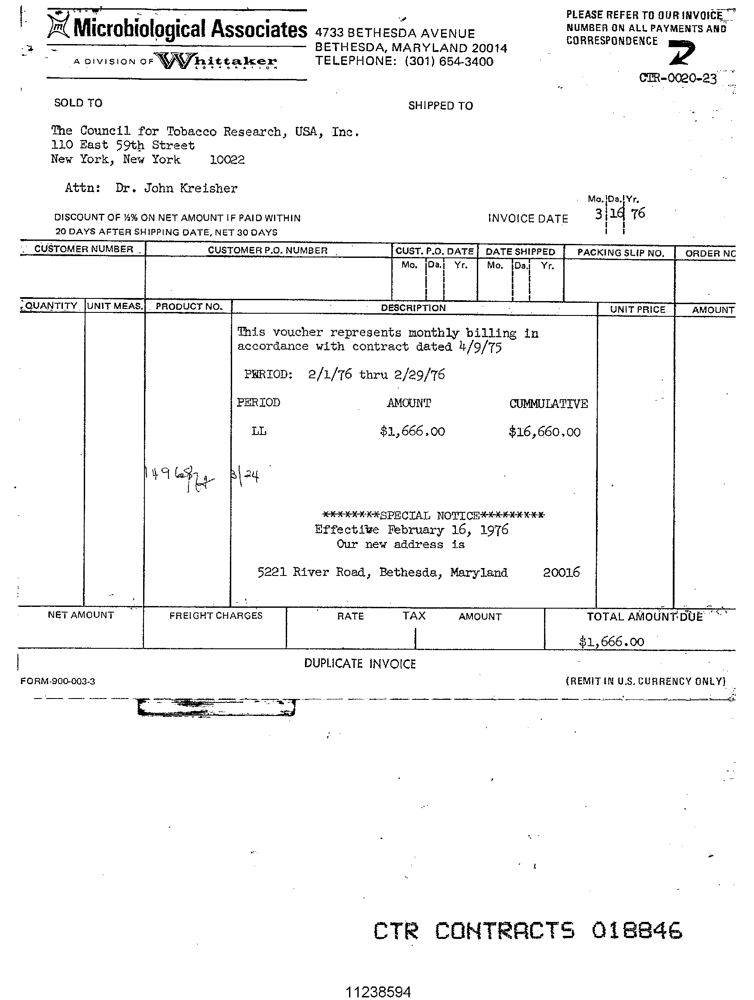 Microbiological Associates
A DIVISION OF Whittaker
CORPORATION
4733 BETHESDA AVENUE
BETHESDA, MARYLAND 20014
TELEPHONE: (301) 654-3400
PLEASE REFER TO OUR INVOICE
NUMBER ON ALL PAYMENTS AND
CORRESPONDENCE
CTR-0020-23
SOLD TO
SHIPPED TO
The Council for Tobacco Research, USA, Inc.
110 East 59th Street
New York, New York 10022
Attn: Dr. John Kreisher
DISCOUNT OF ½% ON NET AMOUNT IF PAID WITHIN
20 DAYS AFTER SHIPPING DATE, NET 30 DAYS
INVOICE DATE
Mo. Da. Yr.
3 16 76
CUSTOMER NUMBER CUSTOMER P.O. NUMBER CUST. P.O. DATE DATE SHIPPED PACKING SLIP NO. ORDER NO
Mo. Da. Yr. Mo. Da. Yr.
QUANTITY UNIT MEAS. PRODUCT NO. DESCRIPTION UNIT PRICE AMOUNT
This voucher represents monthly billing in
accordance with contract dated 4/9/75
PERIOD: 2/1/76 thru 2/29/76
PERIOD AMOUNT CUMMULATIVE
LL $1,666.00 $16,660.00
3/24
********SPECIAL NOTICE*********
Effective February 16, 1976
Our new address is
5221 River Road, Bethesda, Maryland 20016
NET AMOUNT FREIGHT CHARGES RATE TAX AMOUNT TOTAL AMOUNT DUE
$1,666.00
DUPLICATE INVOICE
FORM-900-003-3
(REMIT IN U.S. CURRENCY ONLY)
CTR CONTRACTS 018846
11238594